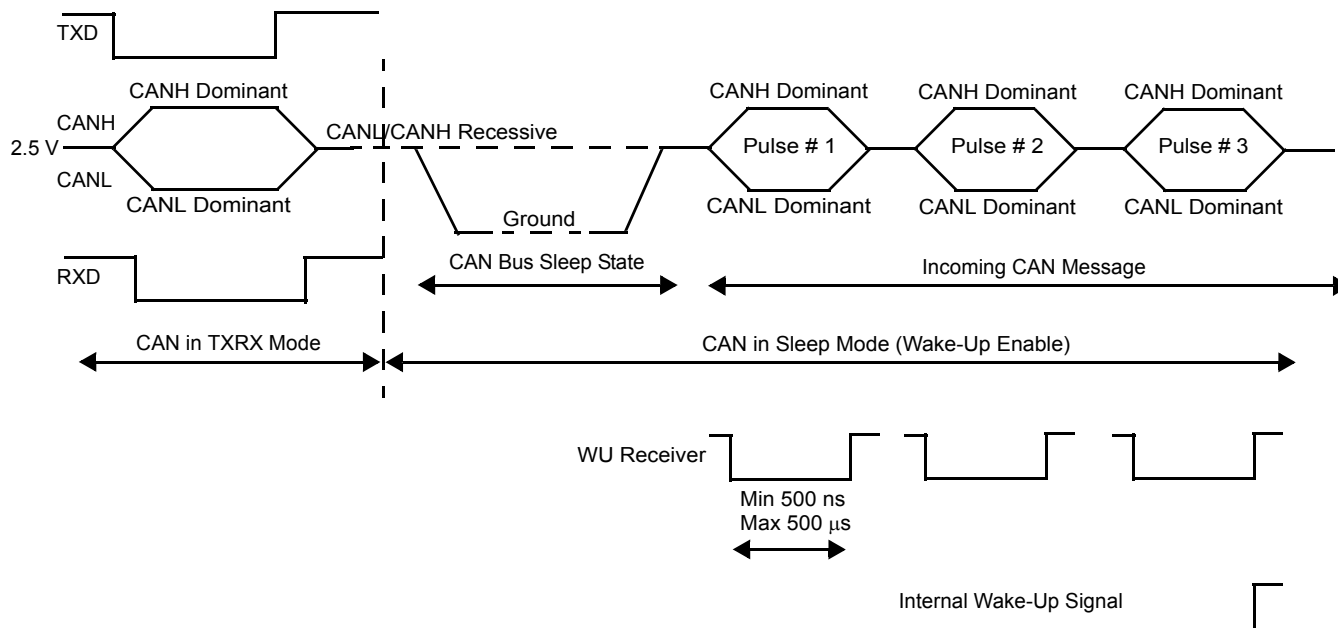 TXD
CANH Dominant
CANH
2.5 V
CANL
CANL Dominant
CANL/CANH Recessive
Ground
CANH Dominant
CANH Dominant
CANH Dominant
Pulse # 1
Pulse # 2
Pulse # 3
CANL Dominant
CANL Dominant
CANL Dominant
RXD
CAN Bus Sleep State
Incoming CAN Message
CAN in TXRX Mode
CAN in Sleep Mode (Wake-Up Enable)
WU Receiver
Min 500 ns
Max 500 μs
Internal Wake-Up Signal